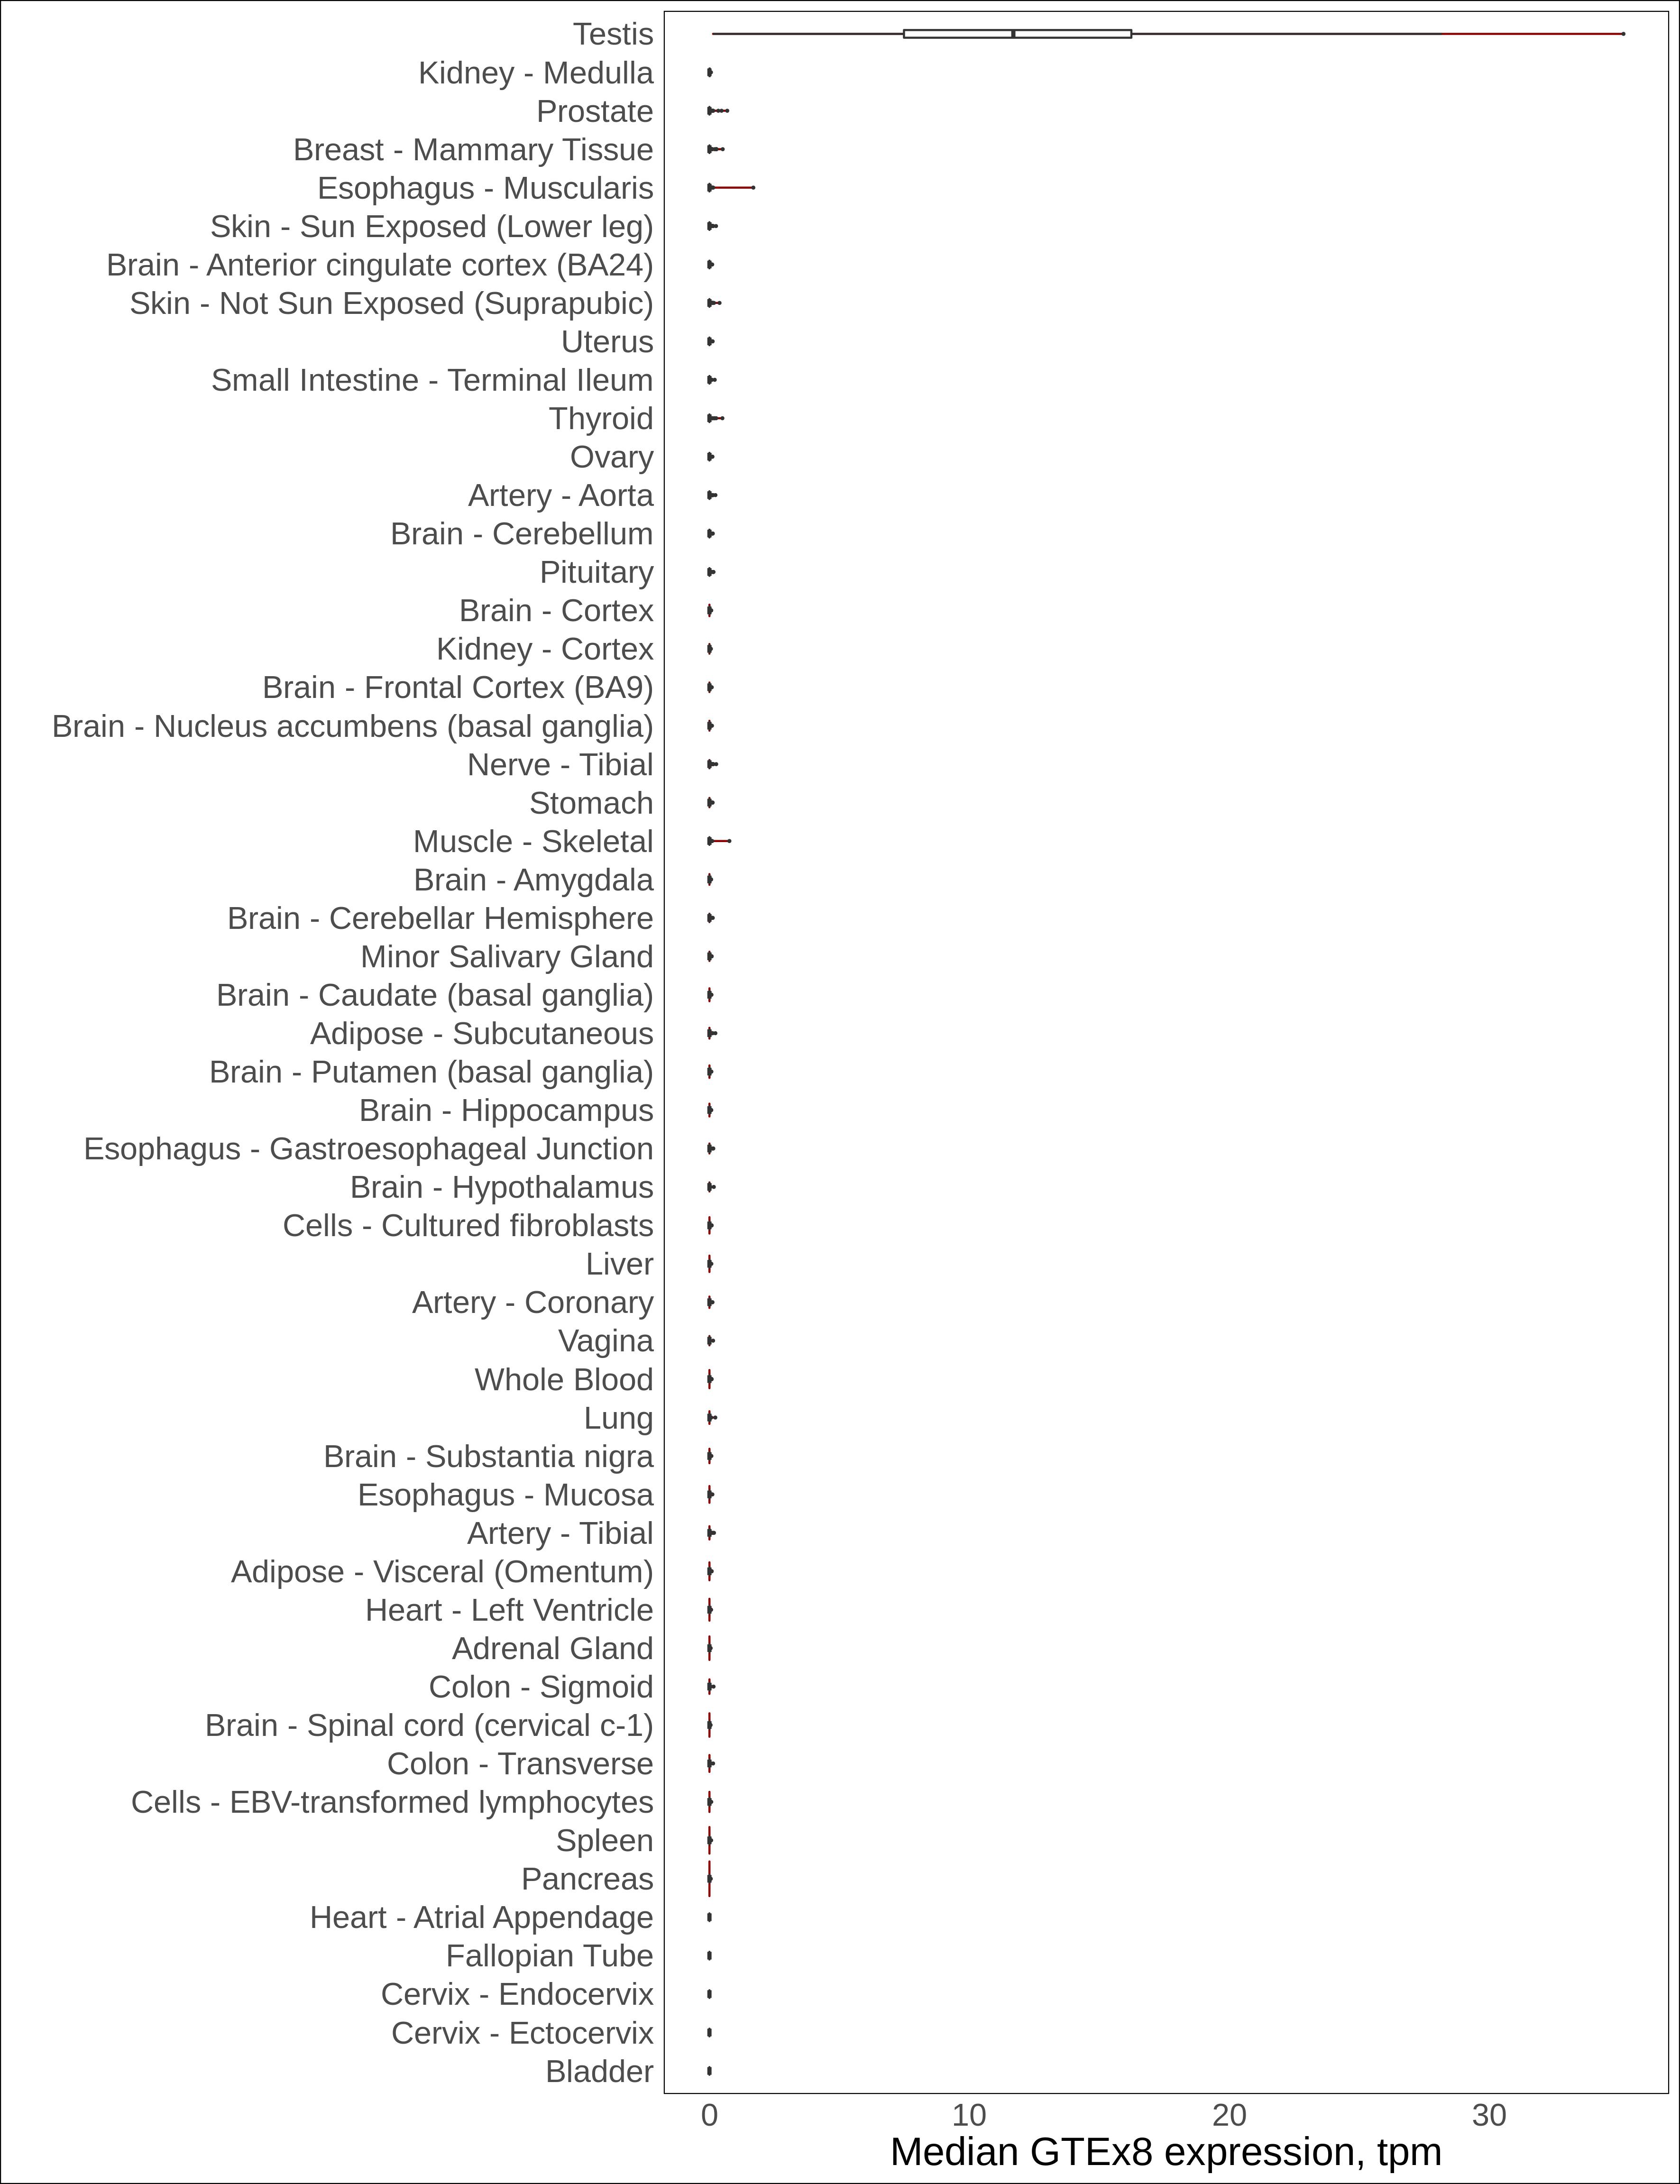 Testis
Kidney - Medulla
Prostate
Breast - Mammary Tissue
Esophagus - Muscularis
Skin - Sun Exposed (Lower leg)
Brain - Anterior cingulate cortex (BA24)
Skin - Not Sun Exposed (Suprapubic)
Uterus
Small Intestine - Terminal Ileum
Thyroid
Ovary
Artery - Aorta
Brain - Cerebellum
Pituitary
Brain - Cortex
Kidney - Cortex
Brain - Frontal Cortex (BA9)
Brain - Nucleus accumbens (basal ganglia)
Nerve - Tibial
Stomach
Muscle - Skeletal
Brain - Amygdala
Brain - Cerebellar Hemisphere
Minor Salivary Gland
Brain - Caudate (basal ganglia)
Adipose - Subcutaneous
Brain - Putamen (basal ganglia)
Brain - Hippocampus
Esophagus - Gastroesophageal Junction
Brain - Hypothalamus
Cells - Cultured fibroblasts
Liver
Artery - Coronary
Vagina
Whole Blood
Lung
Brain - Substantia nigra
Esophagus - Mucosa
Artery - Tibial
Adipose - Visceral (Omentum)
Heart - Left Ventricle
Adrenal Gland
Colon - Sigmoid
Brain - Spinal cord (cervical c-1)
Colon - Transverse
Cells - EBV-transformed lymphocytes
Spleen
Pancreas
Heart - Atrial Appendage
Fallopian Tube
Cervix - Endocervix
Cervix - Ectocervix
Bladder
0 10 20 30
Median GTEx8 expression, tpm